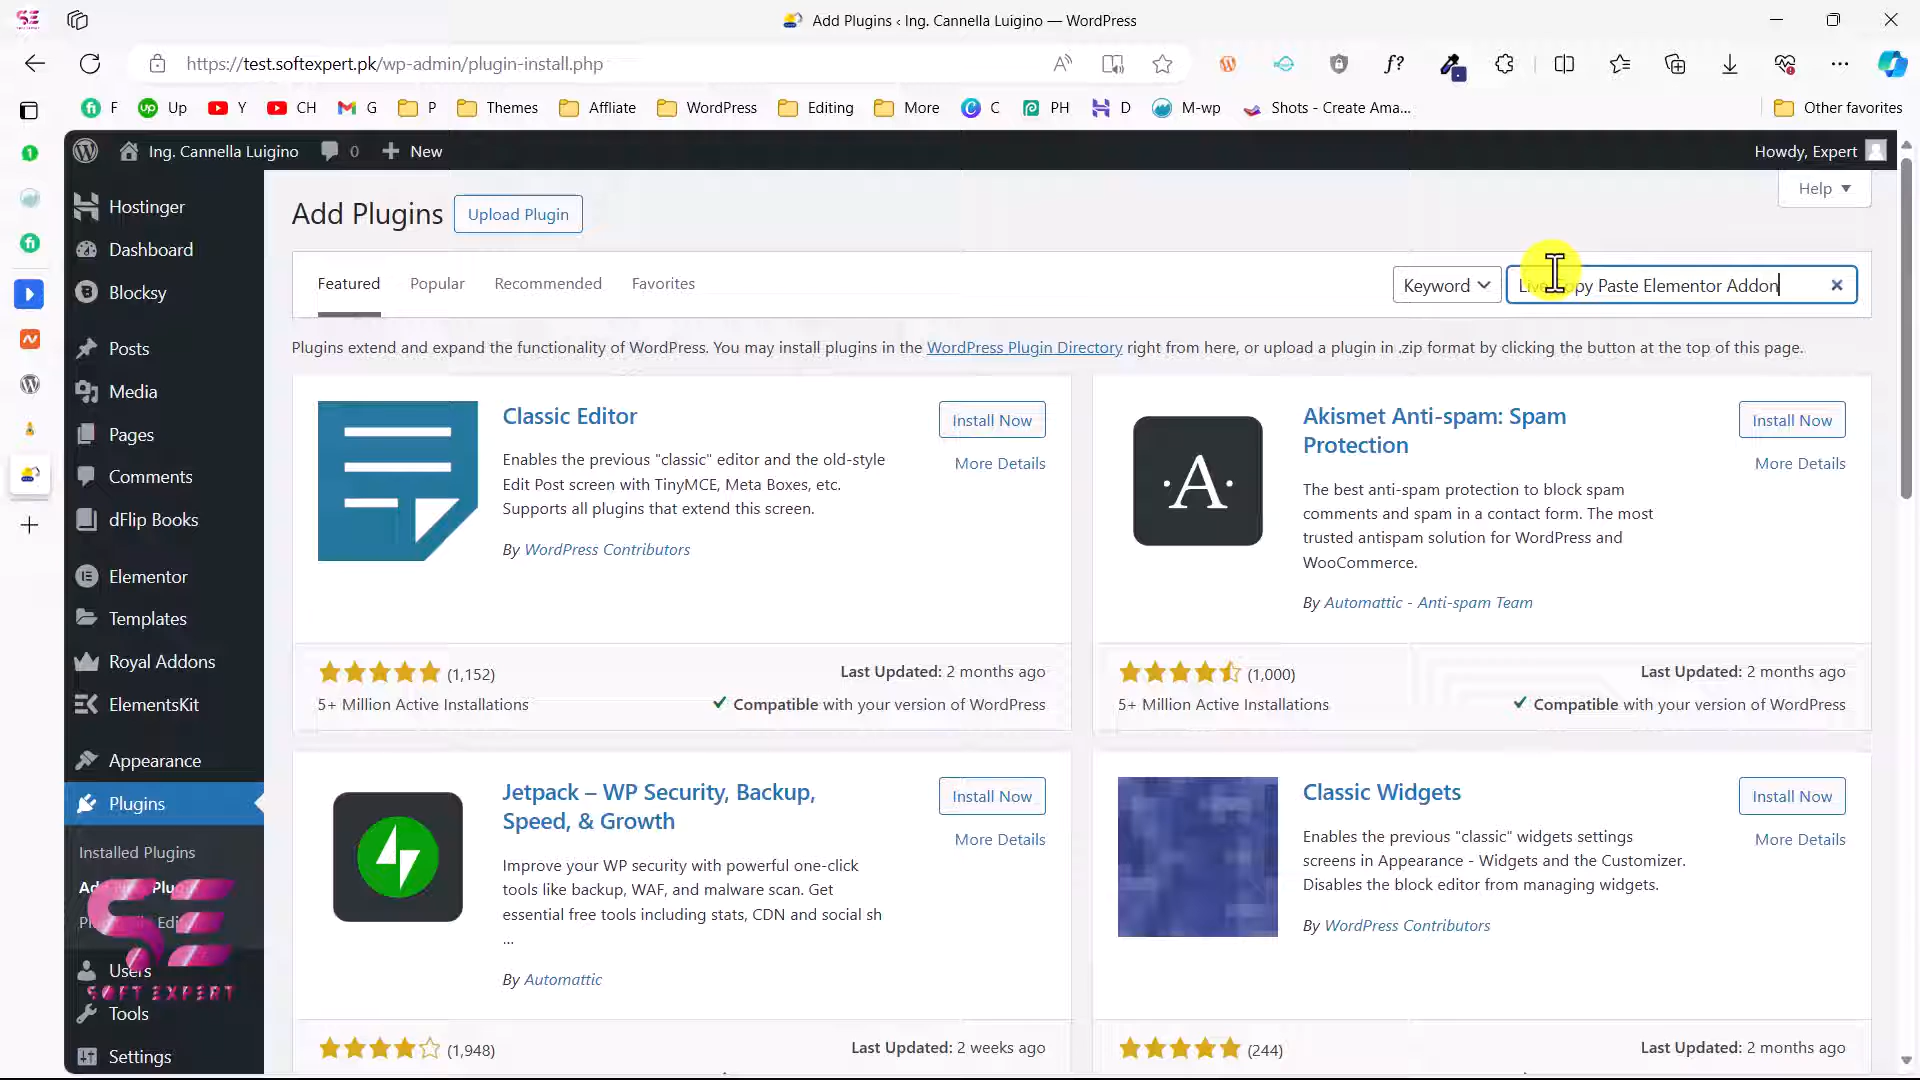 Add Plugins ‹ Ing. Cannella Luigino — WordPress
https://test.softexpert.pk/wp-admin/plugin-install.php
F
Up
Y
CH
G
P
Themes
Affliate
WordPress
Editing
More
C
PH
D
M-wp
Shots - Create Ama...
Other favorites
Ing. Cannella Luigino
0
New
Howdy, Expert
Hostinger
Dashboard
Blocksy
Posts
Media
Pages
Comments
dFlip Books
Elementor
Templates
Royal Addons
ElementsKit
Appearance
Plugins
Installed Plugins
Users
SOFT EXPERT
Tools
Settings
Help
Add Plugins
Upload Plugin
Featured
Popular
Recommended
Favorites
Keyword
Live Copy Paste Elementor Addon
Plugins extend and expand the functionality of WordPress. You may install plugins in the WordPress Plugin Directory right from here, or upload a plugin in .zip format by clicking the button at the top of this page.
Classic Editor
Install Now
More Details
Enables the previous "classic" editor and the old-style
Edit Post screen with TinyMCE, Meta Boxes, etc.
Supports all plugins that extend this screen.
By WordPress Contributors
(1,152)
Last Updated: 2 months ago
5+ Million Active Installations
Compatible with your version of WordPress
Akismet Anti-spam: Spam
Protection
Install Now
More Details
The best anti-spam protection to block spam
comments and spam in a contact form. The most
trusted antispam solution for WordPress and
WooCommerce.
By Automattic - Anti-spam Team
(1,000)
Last Updated: 2 months ago
5+ Million Active Installations
Compatible with your version of WordPress
Jetpack – WP Security, Backup,
Speed, & Growth
Install Now
More Details
Improve your WP security with powerful one-click
tools like backup, WAF, and malware scan. Get
essential free tools including stats, CDN and social sh
...
By Automattic
(1,948)
Last Updated: 2 weeks ago
Classic Widgets
Install Now
More Details
Enables the previous "classic" widgets settings
screens in Appearance - Widgets and the Customizer.
Disables the block editor from managing widgets.
By WordPress Contributors
(244)
Last Updated: 2 months ago